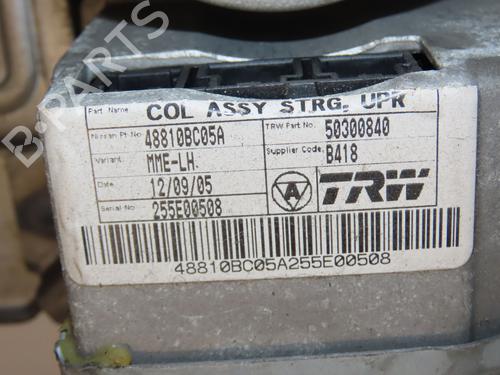 Part Name COL ASSY STRG, UPR
Nissan Pt No 48810BC05A TRW Part No. 50300840
Variant MME-LH. Supplier Code B418
Date 12/09/05
Serial No 255E00508
A TRW
48810BC05A255E00508
B-PARTS